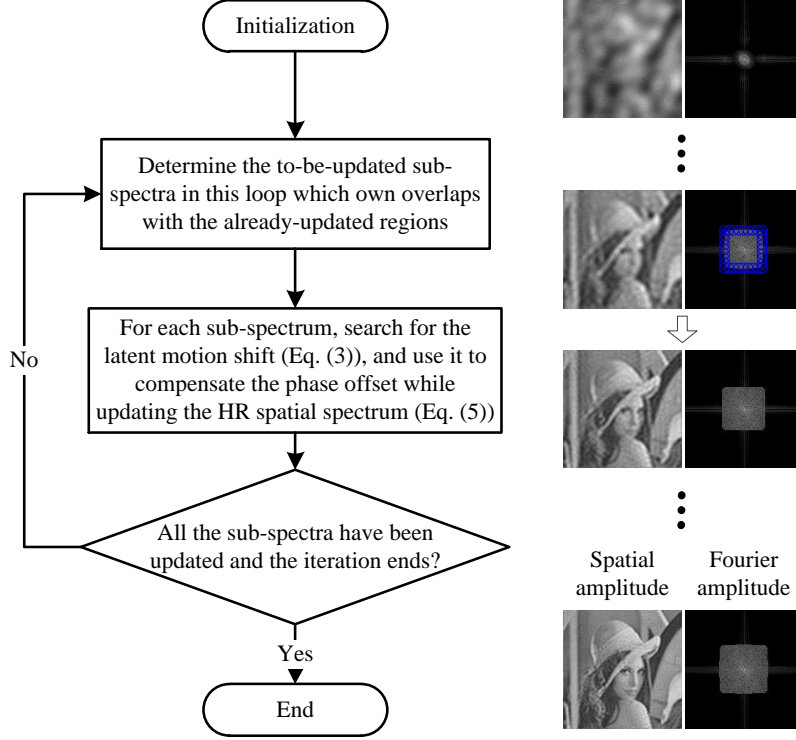 Initialization
Determine the to-be-updated sub-
spectra in this loop which own overlaps
with the already-updated regions
For each sub-spectrum, search for the
latent motion shift (Eq. (3)), and use it to
compensate the phase offset while
updating the HR spatial spectrum (Eq. (5))
No
All the sub-spectra have been
updated and the iteration ends?
Yes
End
Spatial
amplitude
Fourier
amplitude